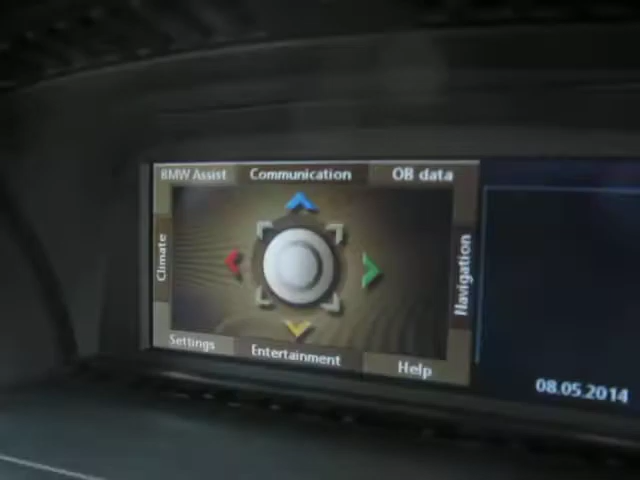 BMW Assist
Communication
OB data
Climate
Navigation
Settings
Entertainment
Help
08.05.2014